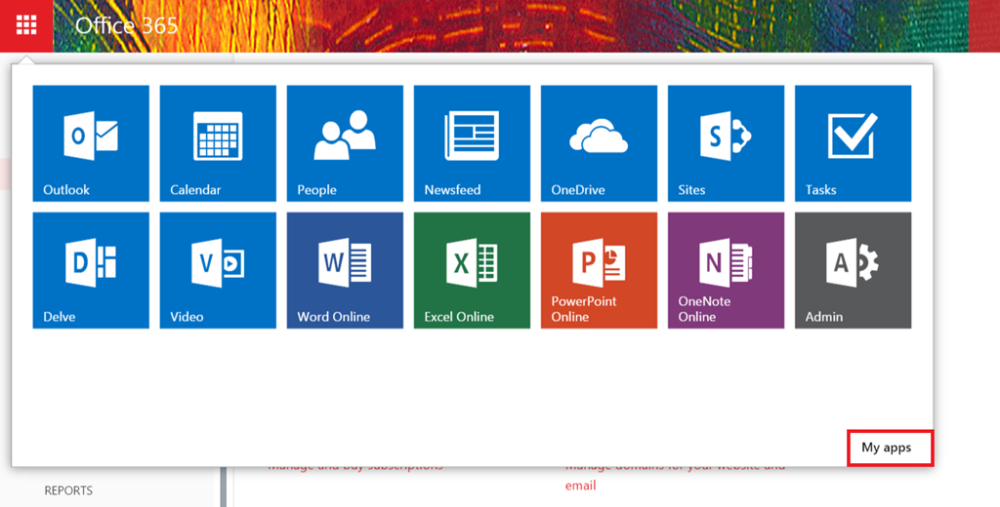 Office 365
Outlook
Calendar
People
Newsfeed
OneDrive
Sites
Tasks
Delve
Video
Word Online
Excel Online
PowerPoint
Online
OneNote
Online
Admin
My apps
Manage and buy subscriptions
Manage domains for your website and
email
REPORTS